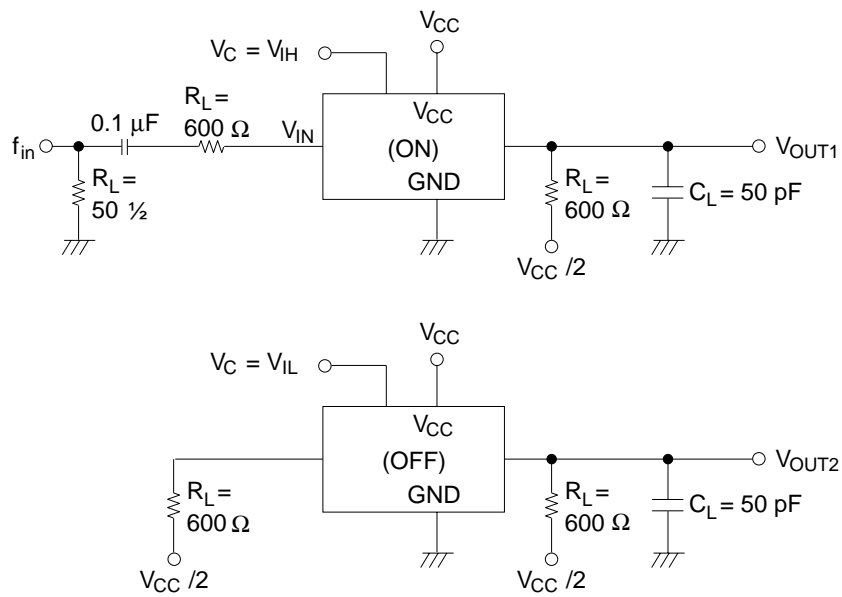 VCC
VC = VIH
RL =
600 Ω
0.1 μF
VIN
VCC
(ON)
GND
fin
RL =
50 ½
VOUT1
RL =
600 Ω
CL = 50 pF
VCC /2
VCC
VC = VIL
VCC
(OFF)
GND
VOUT2
RL =
600 Ω
RL =
600 Ω
CL = 50 pF
VCC /2
VCC /2